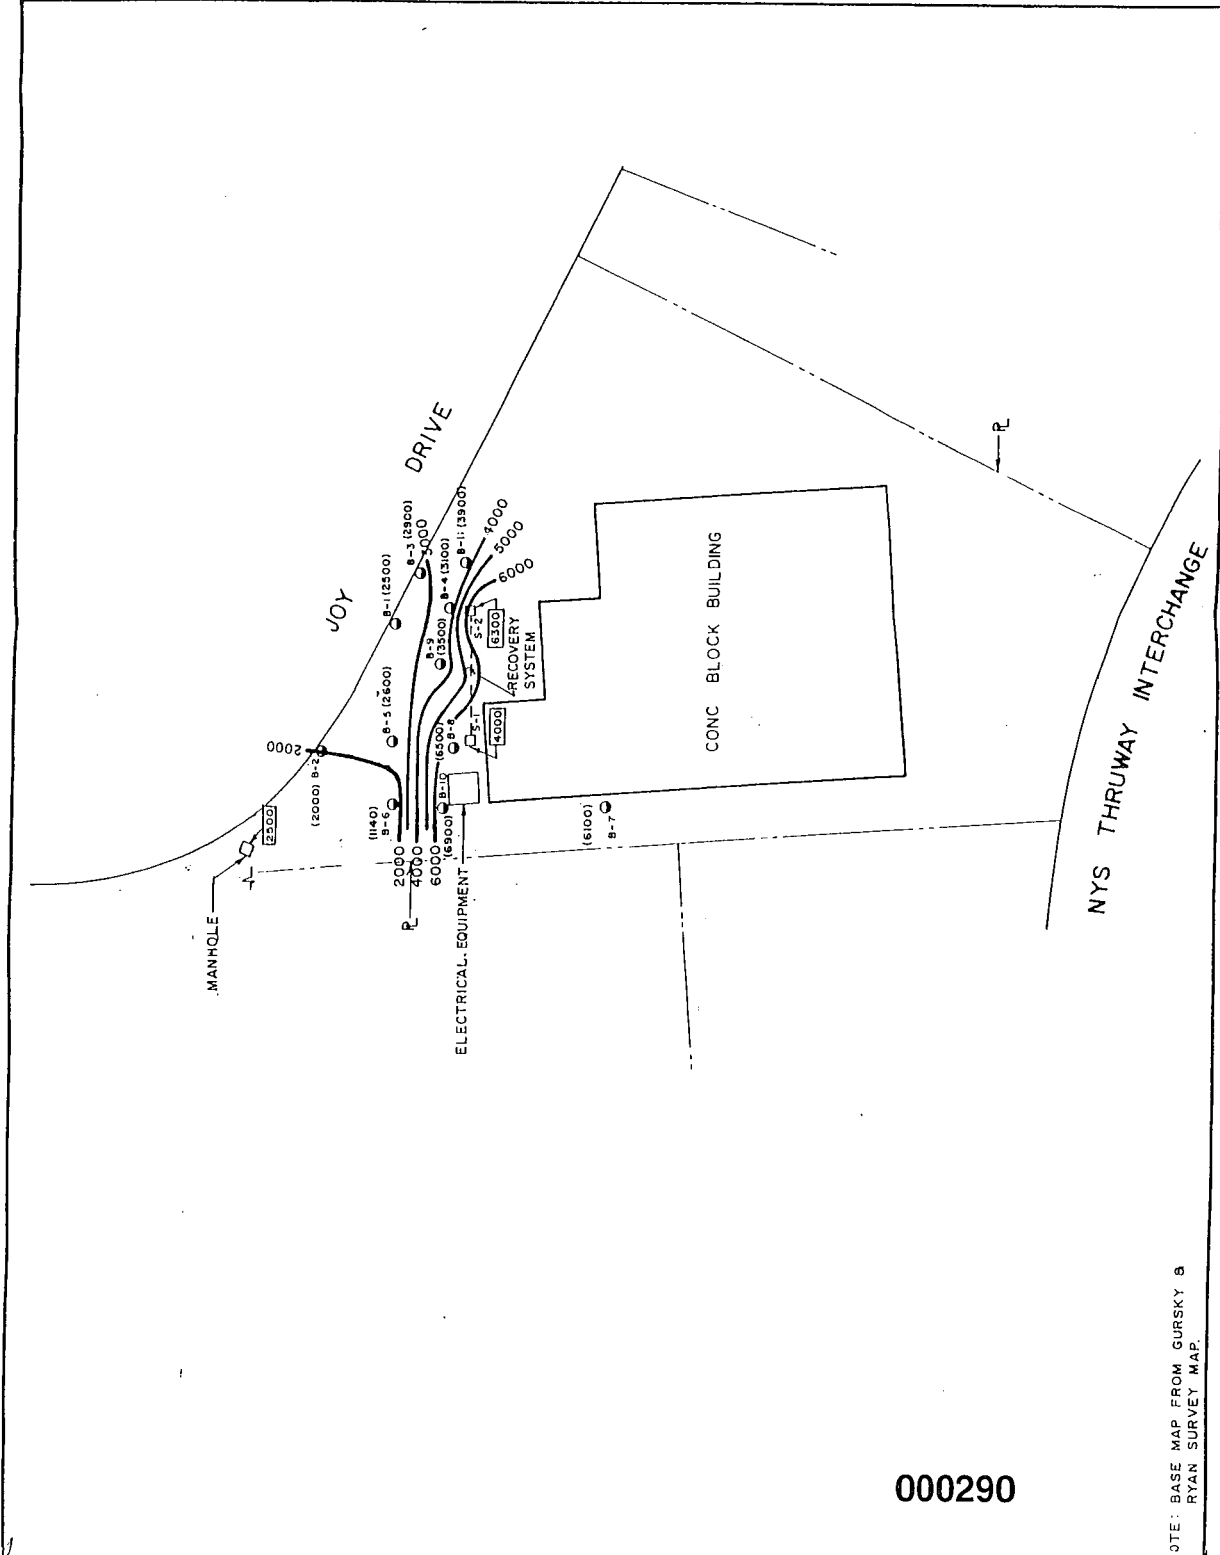 JOY DRIVE
2000
(2000) B-2
B-5 (2600)
B-1 (2500)
B-3 (2900)
3000
B-4 (3100)
B-11 (3900)
4000
5000
6000
B-9
(3500)
S-2
6300
RECOVERY
SYSTEM
S-1
4000
(6500)
B-8
B-10
(6900)
(1140)
B-6
2000
4000
6000
2500
MANHOLE
PL
ELECTRICAL EQUIPMENT
(6100)
B-7
CONC BLOCK BUILDING
PL
NYS THRUWAY INTERCHANGE
OTE: BASE MAP FROM GURSKY &
RYAN SURVEY MAP.
000290